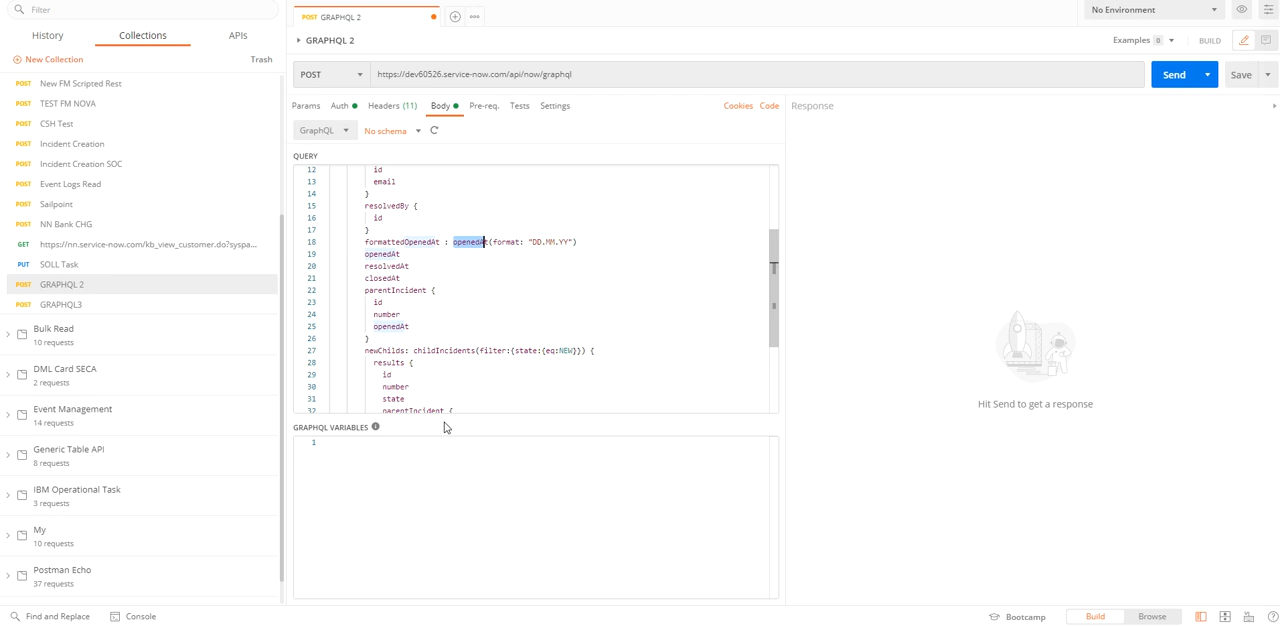 Filter
History
Collections
APIs
New Collection
Trash
POST New FM Scripted Rest
POST TEST FM NOVA
POST CSH Test
POST Incident Creation
POST Incident Creation SOC
POST Event Logs Read
POST Sailpoint
POST NN Bank CHG
GET https://nn.service-now.com/kb_view_customer.do?syspa...
PUT SOLL Task
POST GRAPHQL 2
POST GRAPHQL3
Bulk Read
10 requests
DML Card SECA
2 requests
Event Management
14 requests
Generic Table API
8 requests
IBM Operational Task
3 requests
My
10 requests
Postman Echo
37 requests
POST GRAPHQL 2
No Environment
GRAPHQL 2
Examples 0
BUILD
POST
https://dev60526.service-now.com/api/now/graphql
Send
Save
Params Auth Headers (11) Body Pre-req. Tests Settings
Cookies Code
GraphQL
No schema
QUERY
12 id
13 email
14 }
15 resolvedBy {
16 id
17 }
18 formattedOpenedAt : openedAt(format: "DD.MM.YY")
19 openedAt
20 resolvedAt
21 closedAt
22 parentIncident {
23 id
24 number
25 openedAt
26 }
27 newChilds: childIncidents(filter:{state:{eq:NEW}}) {
28 results {
29 id
30 number
31 state
32 parentIncident {
GRAPHQL VARIABLES
1
Response
Hit Send to get a response
Find and Replace
Console
Bootcamp
Build
Browse